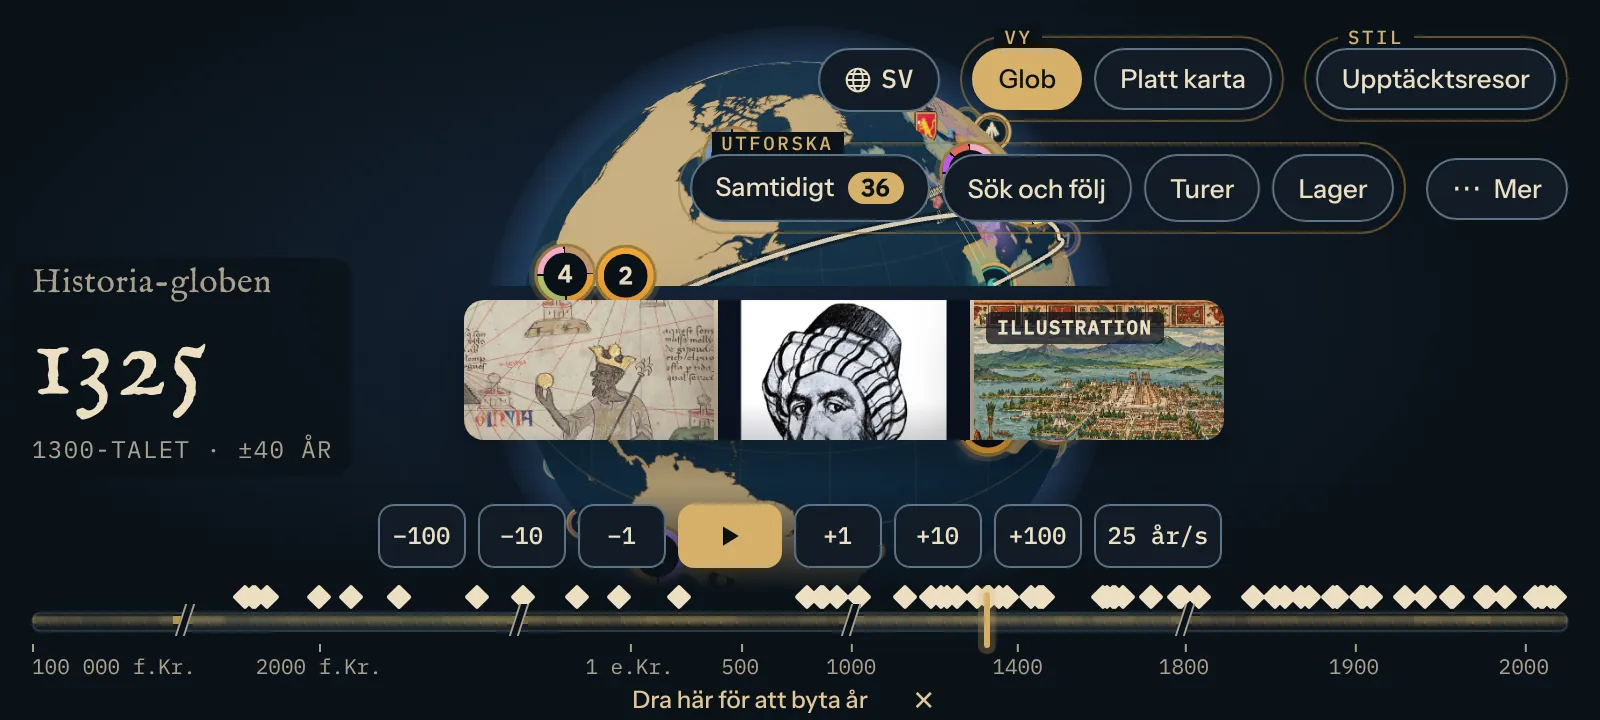 VY
STIL
SV
Glob
Platt karta
Upptäcktsresor
UTFORSKA
Samtidigt 36
Sök och följ
Turer
Lager
··· Mer
4
2
Historia-globen
1325
1300-TALET · ±40 ÅR
ILLUSTRATION
−100
−10
−1
+1
+10
+100
25 år/s
100 000 f.Kr.
2000 f.Kr.
1 e.Kr.
500
1000
1400
1800
1900
2000
Dra här för att byta år ✕